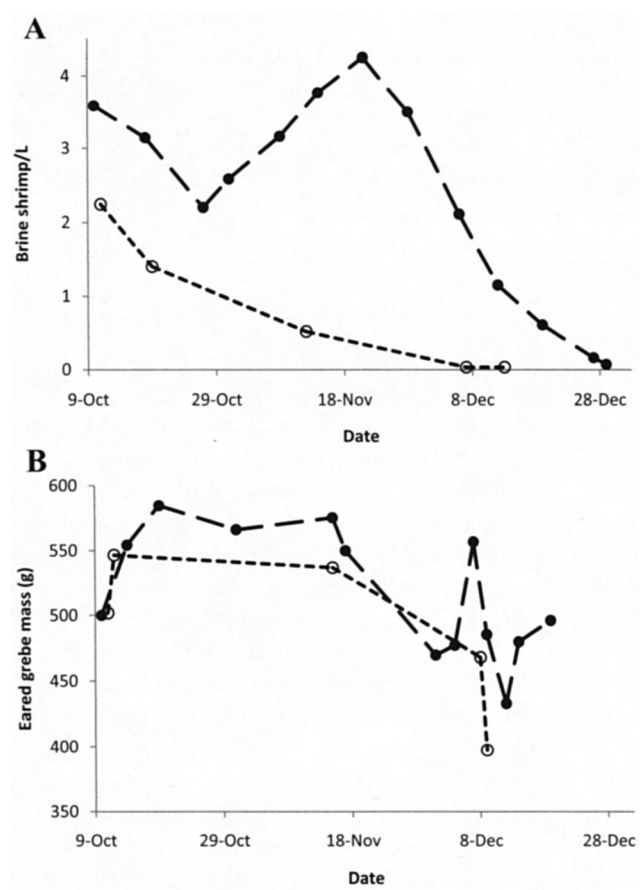 A
Brine shrimp/L
4
3
2
1
0
9-Oct 29-Oct 18-Nov 8-Dec 28-Dec
Date
B
Eared grebe mass (g)
600
550
500
450
400
350
9-Oct 29-Oct 18-Nov 8-Dec 28-Dec
Date